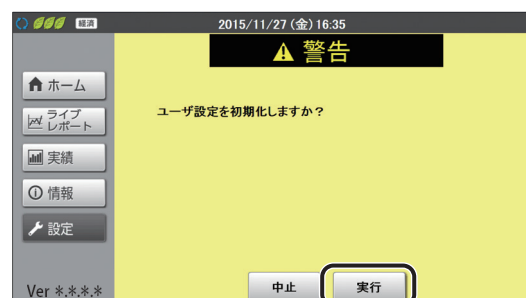 経済
2015/11/27 (金) 16:35
警告
ホーム
ライブ
レポート
実績
情報
設定
Ver *.*.*.*
ユーザ設定を初期化しますか？
中止
実行